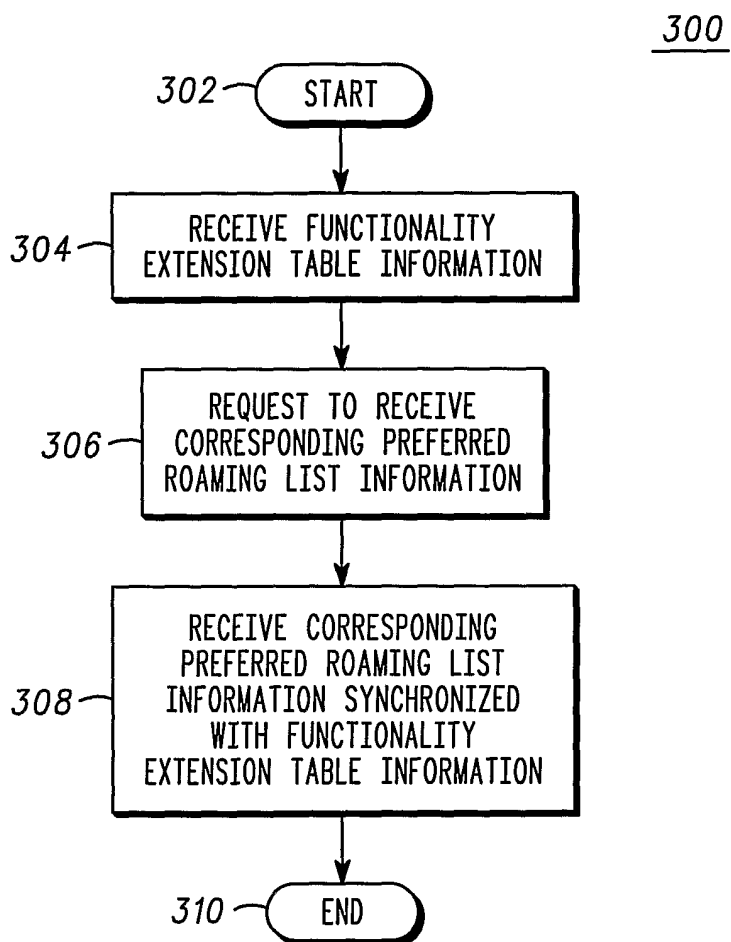 300
302
START
304
RECEIVE FUNCTIONALITY
EXTENSION TABLE INFORMATION
306
REQUEST TO RECEIVE
CORRESPONDING PREFERRED
ROAMING LIST INFORMATION
308
RECEIVE CORRESPONDING
PREFERRED ROAMING LIST
INFORMATION SYNCHRONIZED
WITH FUNCTIONALITY
EXTENSION TABLE INFORMATION
310
END